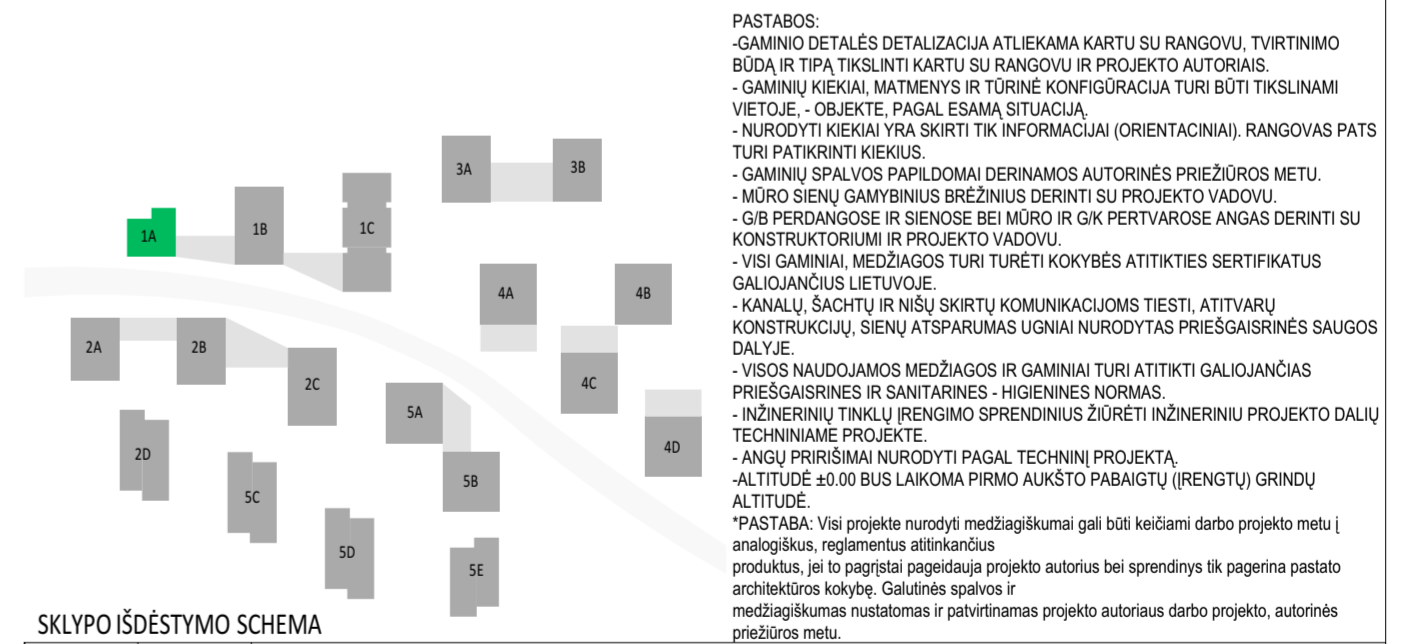 PASTABOS:
-GAMINIO DETALĖS DETALIZACIJA ATLIEKAMA KARTU SU RANGOVU, TVIRTINIMO
BŪDĄ IR TIPĄ TIKSLINTI KARTU SU RANGOVU IR PROJEKTO AUTORIAIS.
- GAMINIŲ KIEKIAI, MATMENYS IR TŪRINĖ KONFIGŪRACIJA TURI BŪTI TIKSLINAMI
VIETOJE, - OBJEKTE, PAGAL ESAMĄ SITUACIJĄ.
- NURODYTI KIEKIAI YRA SKIRTI TIK INFORMACIJAI (ORIENTACINIAI). RANGOVAS PATS
TURI PATIKRINTI KIEKIUS.
- GAMINIŲ SPALVOS PAPILDOMAI DERINAMOS AUTORINĖS PRIEŽIŪROS METU.
- MŪRO SIENŲ GAMYBINIUS BRĖŽINIUS DERINTI SU PROJEKTO VADOVU.
- G/B PERDANGOSE IR SIENOSE BEI MŪRO IR G/K PERTVAROSE ANGAS DERINTI SU
KONSTRUKTORIUMI IR PROJEKTO VADOVU.
- VISI GAMINIAI, MEDŽIAGOS TURI TURĖTI KOKYBĖS ATITIKTIES SERTIFIKATUS
GALIOJANČIUS LIETUVOJE.
- KANALŲ, ŠACHTŲ IR NIŠŲ SKIRTŲ KOMUNIKACIJOMS TIESTI, ATITVARŲ
KONSTRUKCIJŲ, SIENŲ ATSPARUMAS UGNIAI NURODYTAS PRIEŠGAISRINĖS SAUGOS
DALYJE.
- VISOS NAUDOJAMOS MEDŽIAGOS IR GAMINIAI TURI ATITIKTI GALIOJANČIAS
PRIEŠGAISRINES IR SANITARINES - HIGIENINES NORMAS.
- INŽINERINIŲ TINKLŲ ĮRENGIMO SPRENDINIUS ŽIŪRĖTI INŽINERINIU PROJEKTO DALIŲ
TECHNINIAME PROJEKTE.
- ANGŲ PRIRIŠIMAI NURODYTI PAGAL TECHNINĮ PROJEKTĄ.
-ALTITUDĖ ±0.00 BUS LAIKOMA PIRMO AUKŠTO PABAIGTŲ (ĮRENGTŲ) GRINDŲ
ALTITUDĖ.
*PASTABA: Visi projekte nurodyti medžiagiškumai gali būti keičiami darbo projekto metu į
analogiškus, reglamentus atitinkančius
produktus, jei to pagrįstai pageidauja projekto autorius bei sprendinys tik pagerina pastato
architektūros kokybę. Galutinės spalvos ir
medžiagiškumas nustatomas ir patvirtinamas projekto autoriaus darbo projekto, autorinės
priežiūros metu.
3A
3B
1A
1B
1C
4A
4B
2A
2B
2C
4C
5A
4D
2D
5B
5C
5D
5E
SKLYPO IŠDĖSTYMO SCHEMA